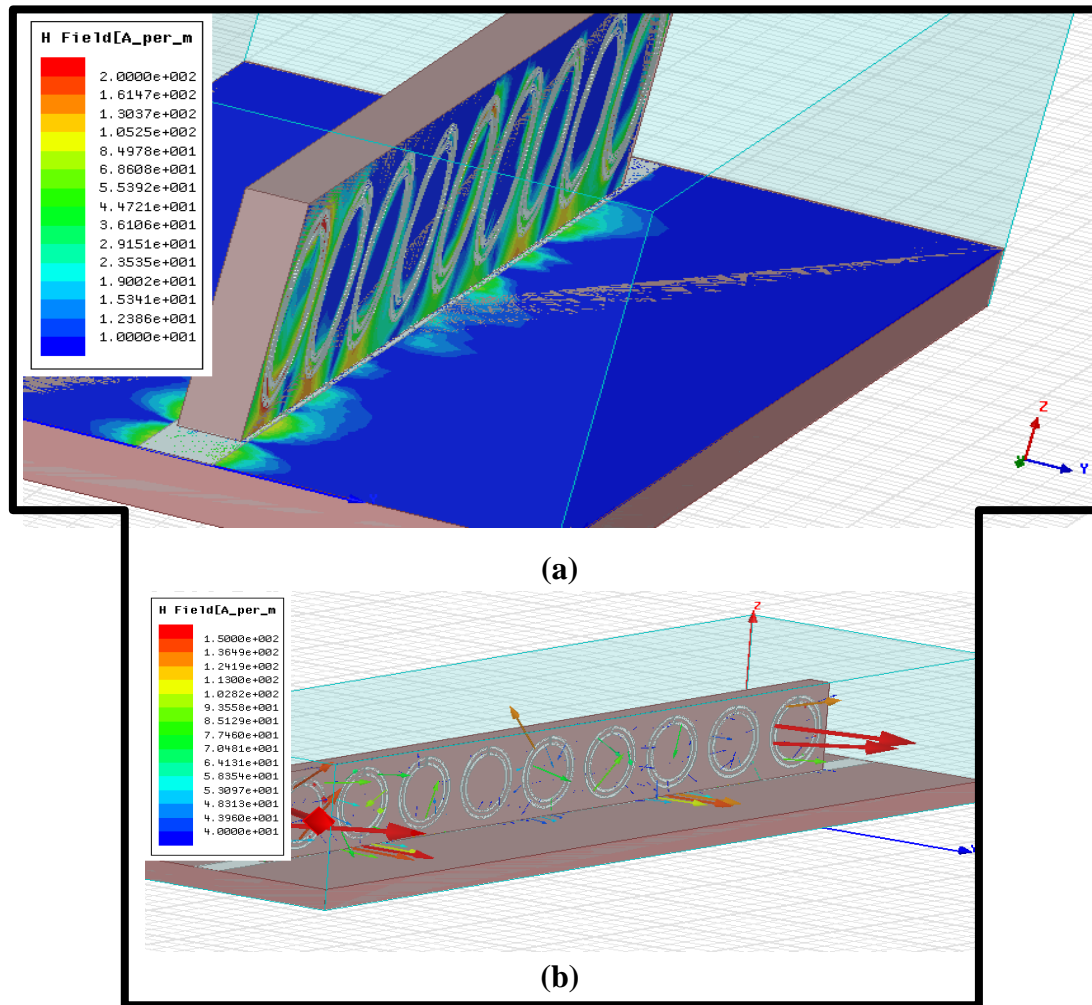 H Field[A_per_m
2.0000e+002
1.6147e+002
1.3037e+002
1.0525e+002
8.4978e+001
6.8608e+001
5.5392e+001
4.4721e+001
3.6106e+001
2.9151e+001
2.3535e+001
1.9002e+001
1.5341e+001
1.2386e+001
1.0000e+001
Z
Y
(a)
H Field[A_per_m
1.5000e+002
1.3649e+002
1.2419e+002
1.1300e+002
1.0282e+002
9.3558e+001
8.5129e+001
7.7460e+001
7.0481e+001
6.4131e+001
5.8354e+001
5.3097e+001
4.8313e+001
4.3960e+001
4.0000e+001
Z
(b)